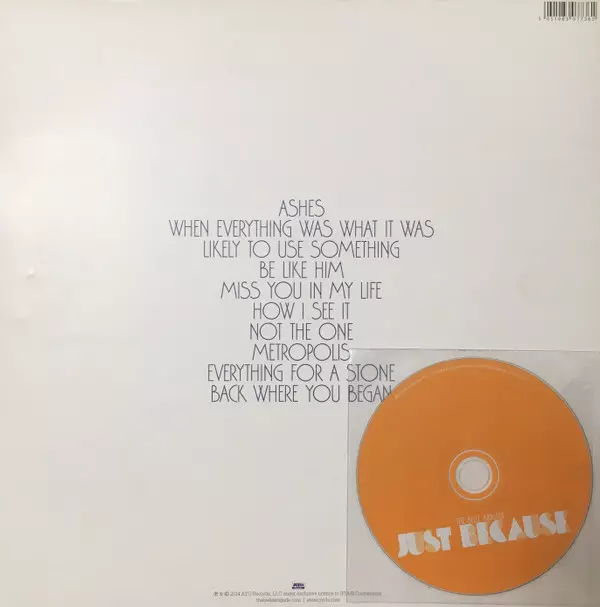 ASHES
WHEN EVERYTHING WAS WHAT IT WAS
LIKELY TO USE SOMETHING
BE LIKE HIM
MISS YOU IN MY LIFE
HOW I SEE IT
NOT THE ONE
METROPOLIS
EVERYTHING FOR A STONE
BACK WHERE YOU BEGAN
JUST BECAUSE